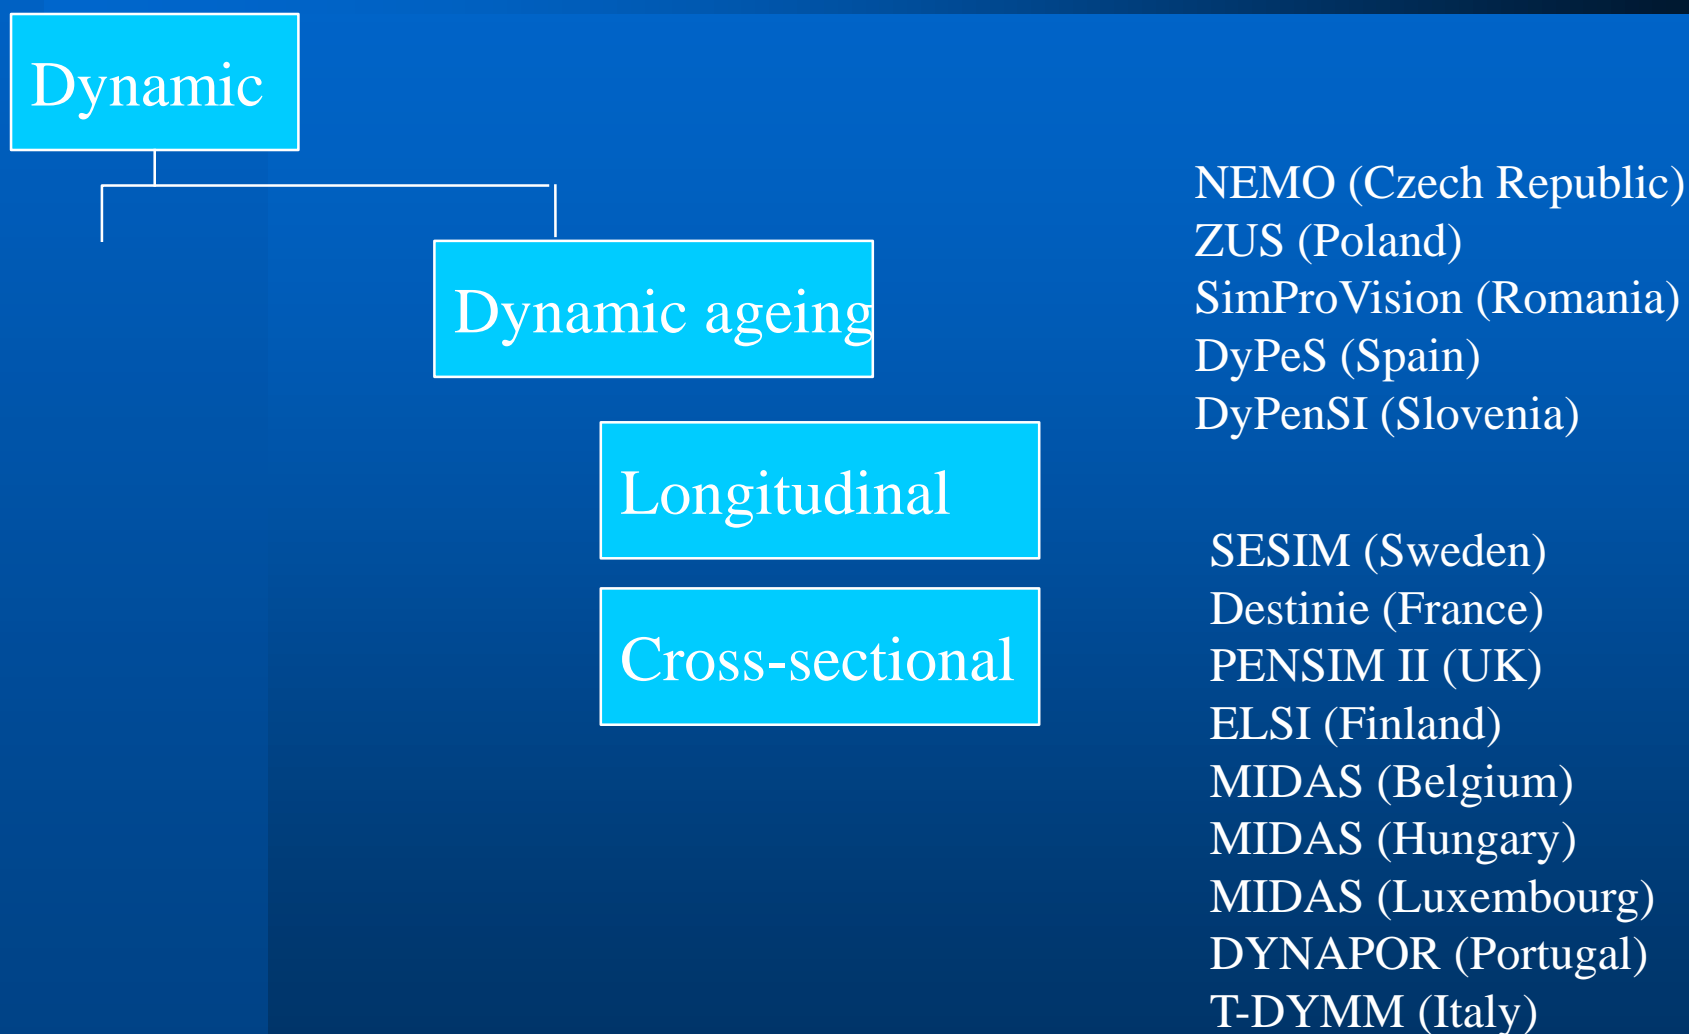 Dynamic
Dynamic ageing
Longitudinal
Cross-sectional
NEMO (Czech Republic)
ZUS (Poland)
SimProVision (Romania)
DyPeS (Spain)
DyPenSI (Slovenia)
SESIM (Sweden)
Destinie (France)
PENSIM II (UK)
ELSI (Finland)
MIDAS (Belgium)
MIDAS (Hungary)
MIDAS (Luxembourg)
DYNAPOR (Portugal)
T-DYMM (Italy)